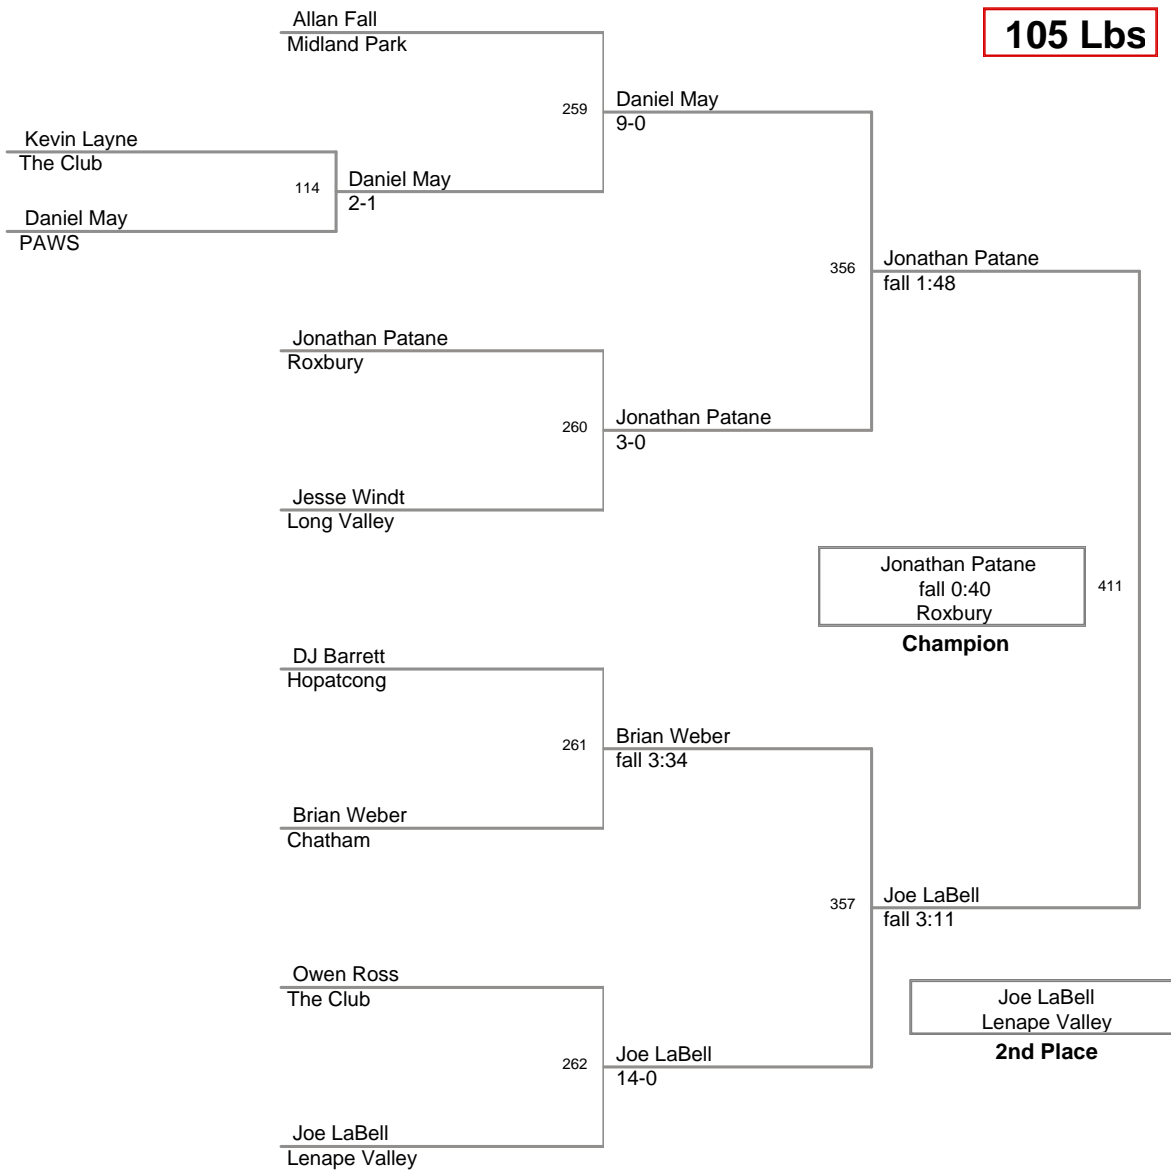 Allan Fall
Midland Park
105 Lbs
259
Daniel May
9-0
Kevin Layne
The Club
114
Daniel May
2-1
Daniel May
PAWS
356
Jonathan Patane
fall 1:48
Jonathan Patane
Roxbury
260
Jonathan Patane
3-0
Jesse Windt
Long Valley
Jonathan Patane
fall 0:40
Roxbury
411
Champion
DJ Barrett
Hopatcong
261
Brian Weber
fall 3:34
Brian Weber
Chatham
357
Joe LaBell
fall 3:11
Owen Ross
The Club
Joe LaBell
Lenape Valley
2nd Place
262
Joe LaBell
14-0
Joe LaBell
Lenape Valley